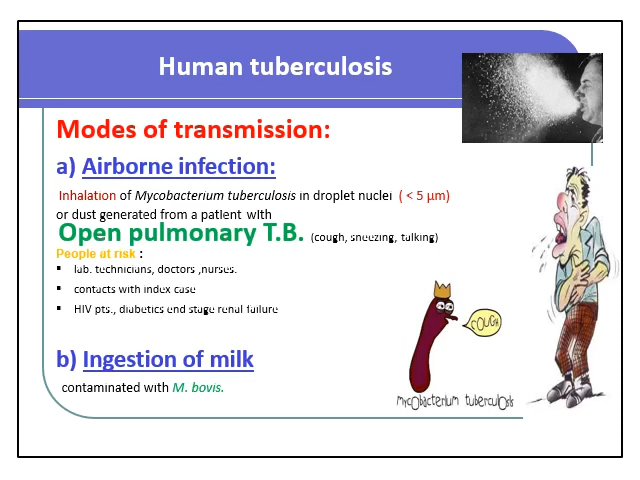 Human tuberculosis
Modes of transmission:
a) Airborne infection:
Inhalation of Mycobacterium tuberculosis in droplet nuclei ( < 5 µm)
or dust generated from a patient with
Open pulmonary T.B. (cough, sneezing, talking)
People at risk :
▪ lab. technicians, doctors ,nurses.
▪ contacts with index case
▪ HIV pts., diabetics end stage renal failure
COUGH
b) Ingestion of milk
contaminated with M. bovis.
mycobacterium tuberculosis